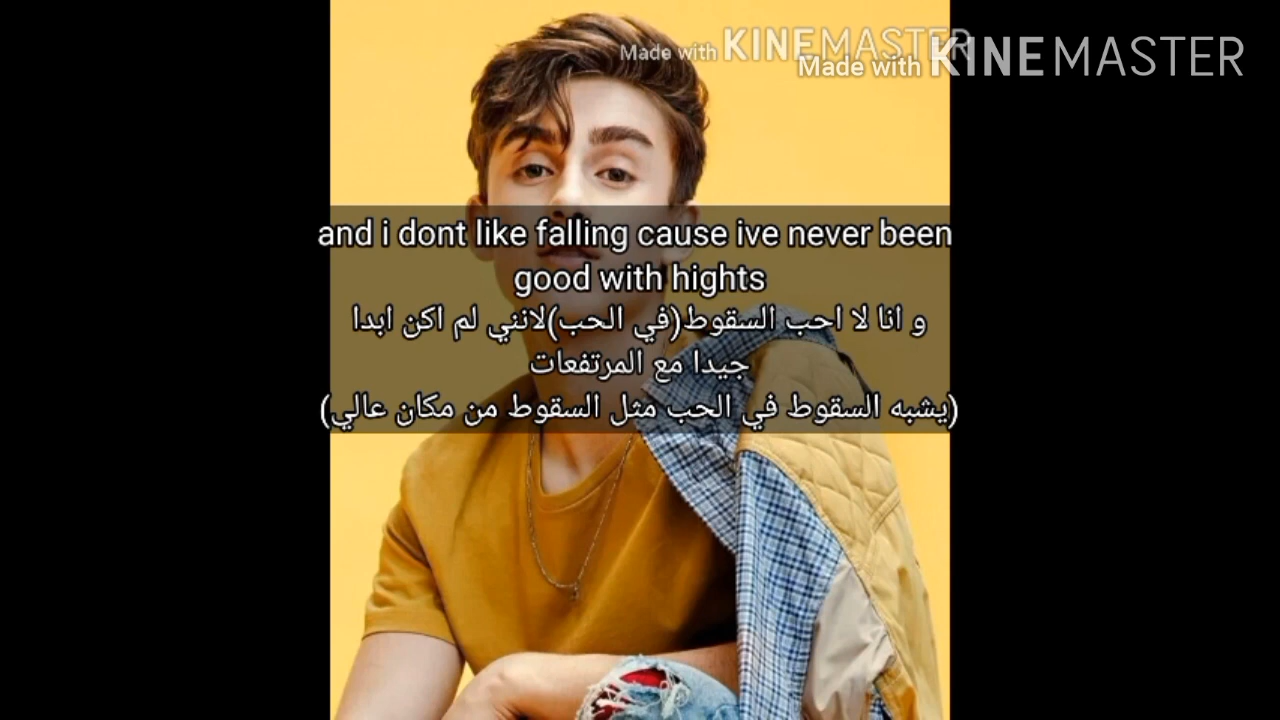 Made with KINEMASTER
Made with KINEMASTER
and i dont like falling cause ive never been
good with hights
و انا لا احب السقوط(في الحب)لانني لم اكن ابدا
جيدا مع المرتفعات
(يشبه السقوط في الحب مثل السقوط من مكان عالي)